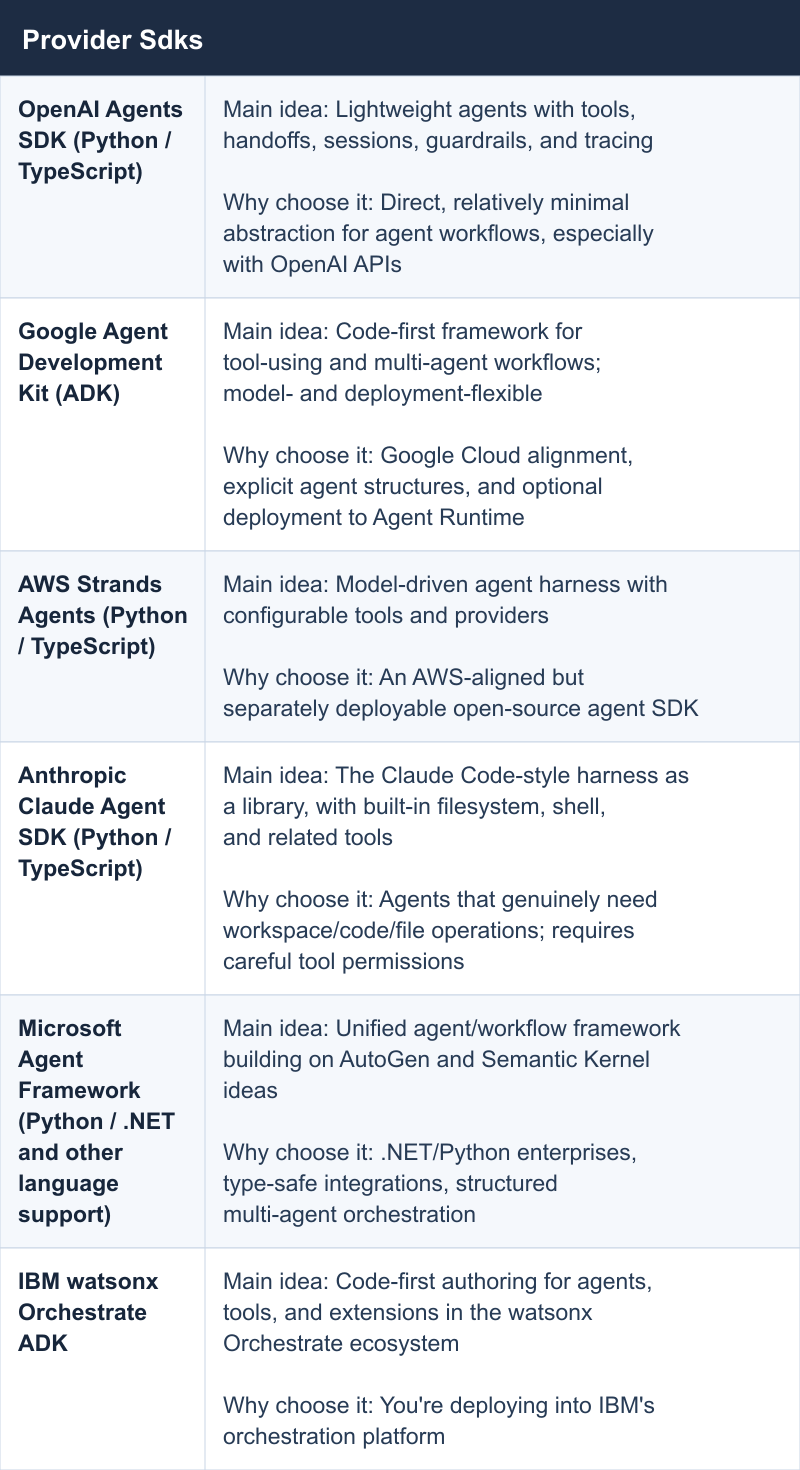 Provider Sdks
OpenAI Agents
SDK (Python /
TypeScript)
Main idea: Lightweight agents with tools,
handoffs, sessions, guardrails, and tracing
Why choose it: Direct, relatively minimal
abstraction for agent workflows, especially
with OpenAI APIs
Google Agent
Development
Kit (ADK)
Main idea: Code-first framework for
tool-using and multi-agent workflows;
model- and deployment-flexible
Why choose it: Google Cloud alignment,
explicit agent structures, and optional
deployment to Agent Runtime
AWS Strands
Agents (Python
/ TypeScript)
Main idea: Model-driven agent harness with
configurable tools and providers
Why choose it: An AWS-aligned but
separately deployable open-source agent SDK
Anthropic
Claude Agent
SDK (Python /
TypeScript)
Main idea: The Claude Code-style harness as
a library, with built-in filesystem, shell,
and related tools
Why choose it: Agents that genuinely need
workspace/code/file operations; requires
careful tool permissions
Microsoft
Agent
Framework
(Python / .NET
and other
language
support)
Main idea: Unified agent/workflow framework
building on AutoGen and Semantic Kernel
ideas
Why choose it: .NET/Python enterprises,
type-safe integrations, structured
multi-agent orchestration
IBM watsonx
Orchestrate
ADK
Main idea: Code-first authoring for agents,
tools, and extensions in the watsonx
Orchestrate ecosystem
Why choose it: You're deploying into IBM's
orchestration platform